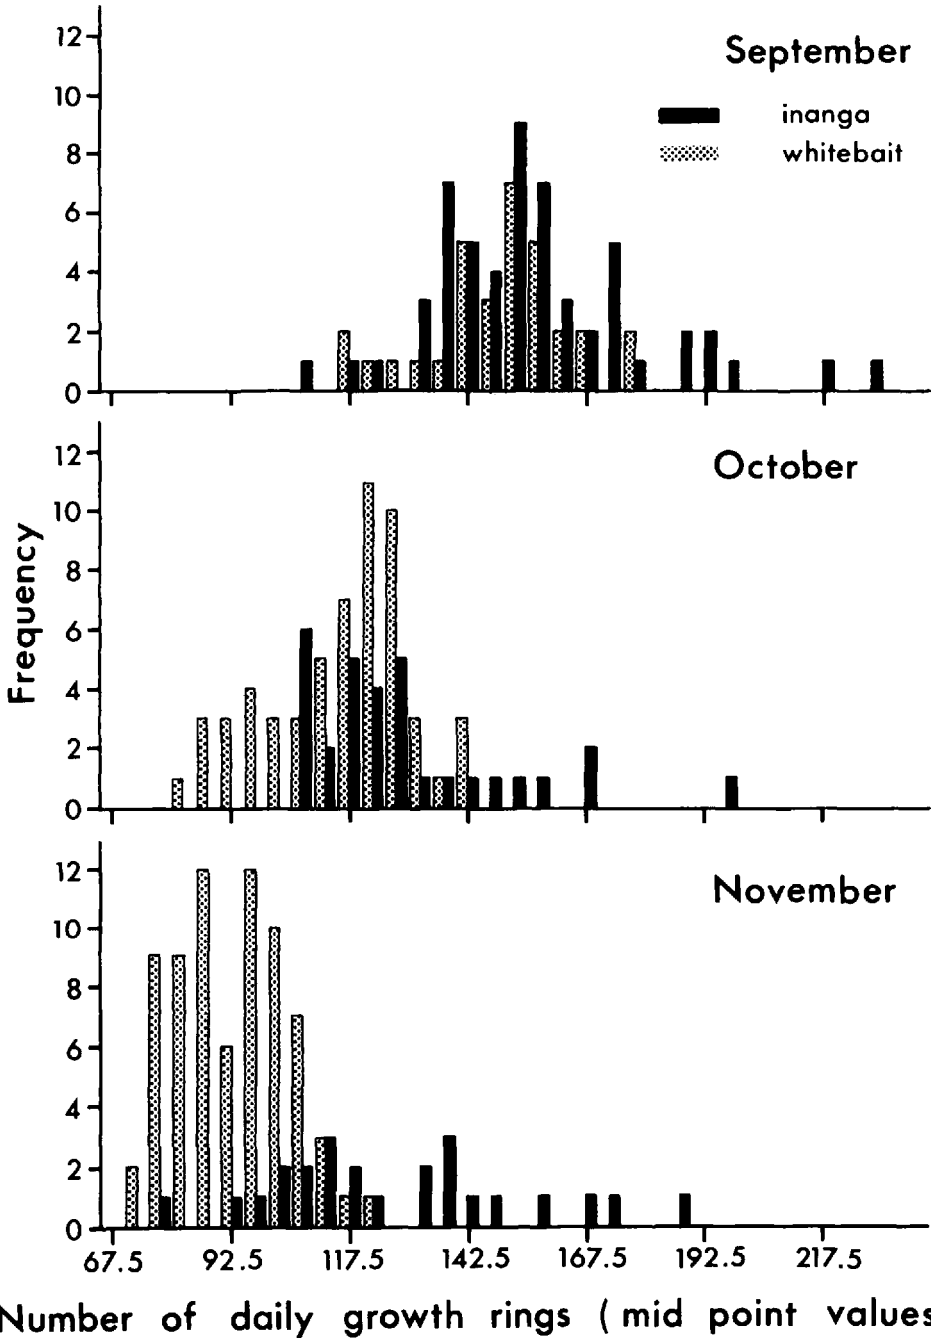 12
September
10
inanga
8
whitebait
6
4
2
0
12
October
10
8
6
4
2
0
Frequency
12
November
10
8
6
4
2
0
67.5 92.5 117.5 142.5 167.5 192.5 217.5
Number of daily growth rings (mid point values